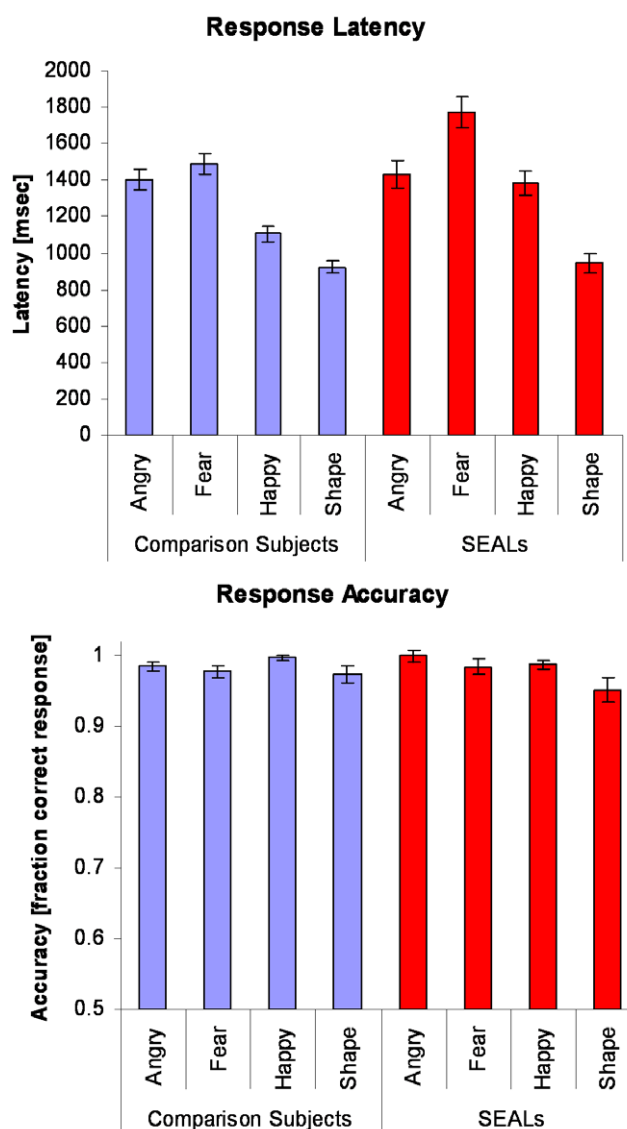 Response Latency
Latency [msec]
2000
1800
1600
1400
1200
1000
800
600
400
200
0
Angry
Fear
Happy
Shape
Angry
Fear
Happy
Shape
Comparison Subjects
SEALs
Response Accuracy
Accuracy [fraction correct response]
1
0.9
0.8
0.7
0.6
0.5
Angry
Fear
Happy
Shape
Angry
Fear
Happy
Shape
Comparison Subjects
SEALs